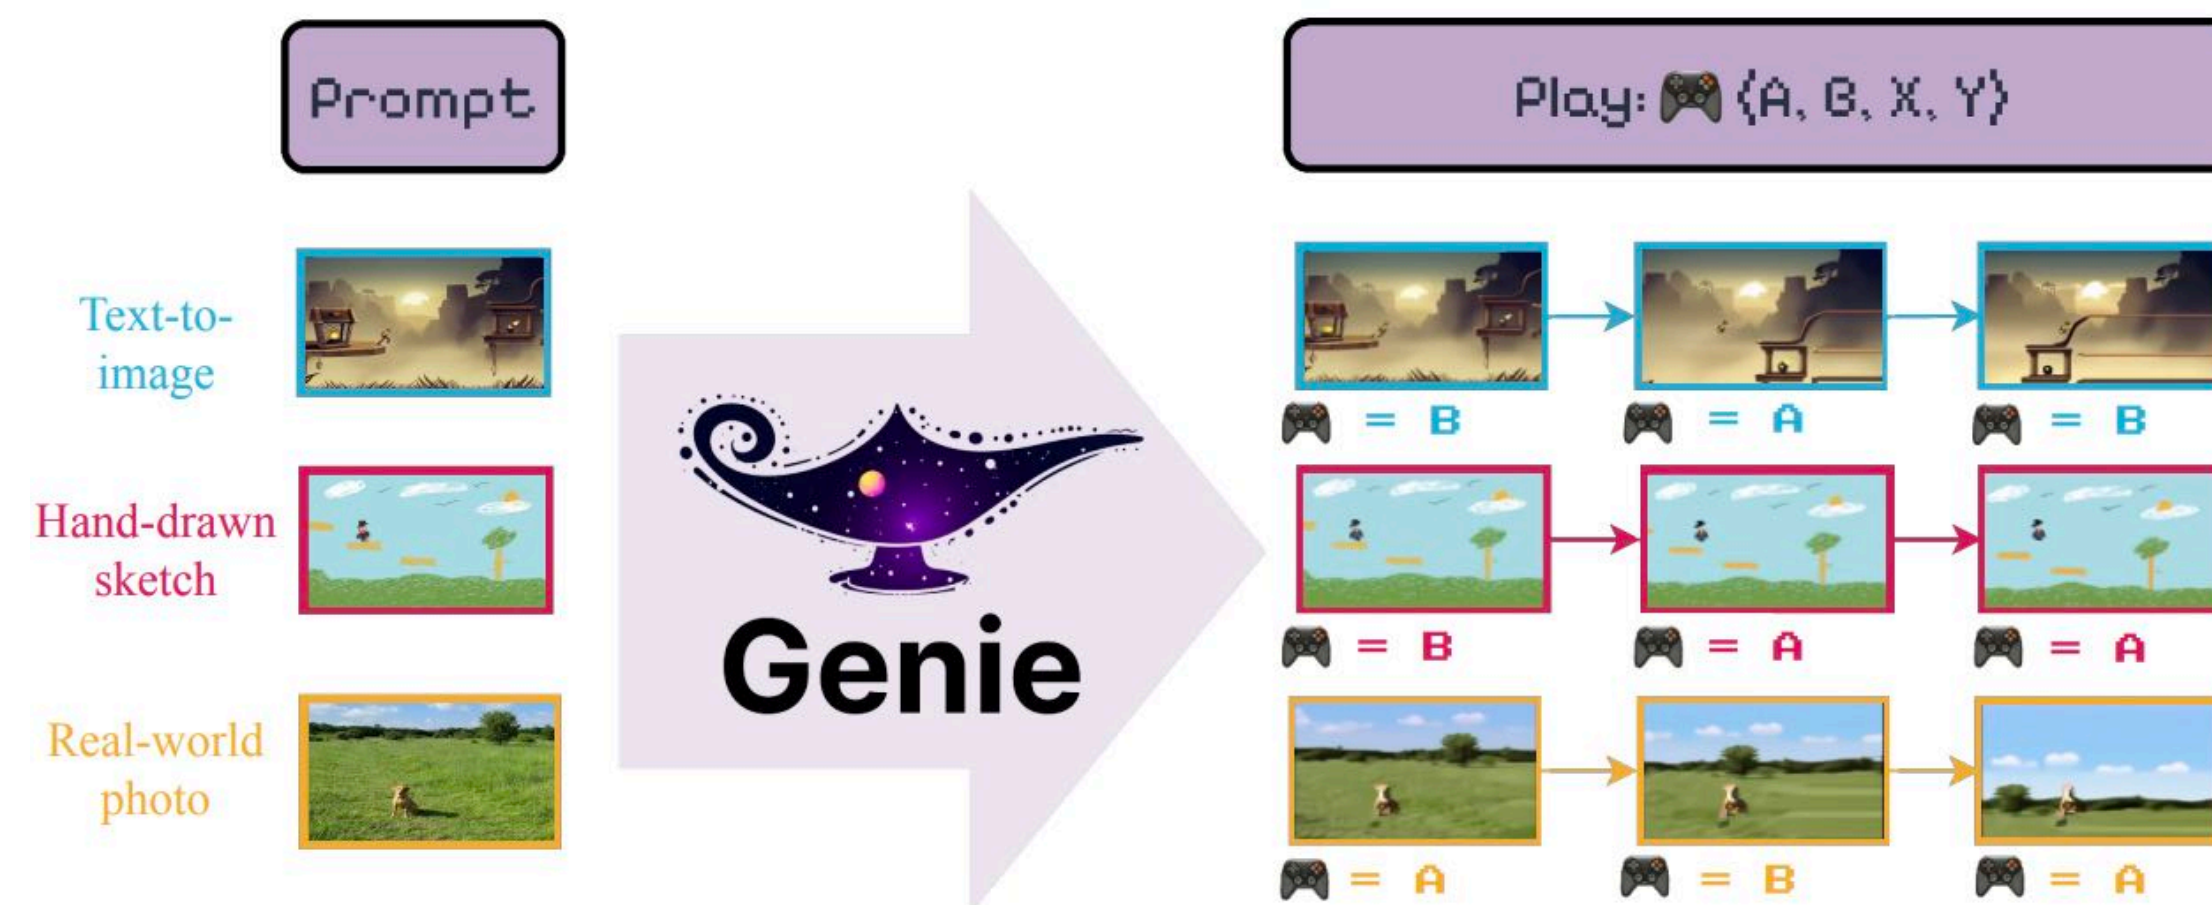 Prompt
Play: 🎮 {A, B, X, Y}
Text-to-
image
= B
= A
= B
Hand-drawn
sketch
= B
= A
= A
Genie
Real-world
photo
= A
= B
= A